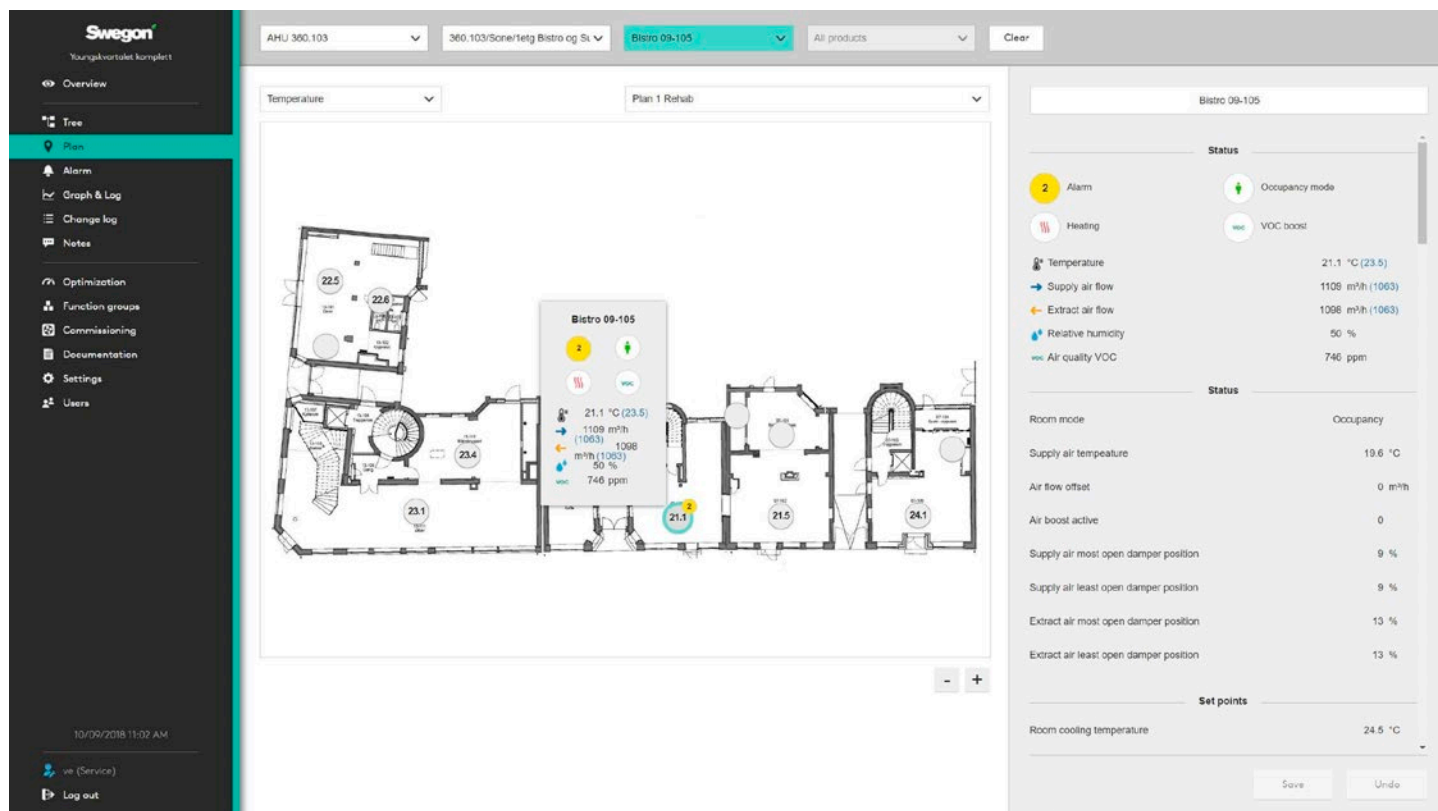 Swegon
Youngskvartalet komplett
Overview
Tree
Plan
Alarm
Graph & Log
Change log
Notes
Optimization
Function groups
Commissioning
Documentation
Settings
Users
10/09/2018 11:02 AM
ve (Service)
Log out
AHU 360.103
360.103/Sone/1etg Bistro og Su
Bistro 09-105
All products
Clear
Temperature
Plan 1 Rehab
22.5
22.6
23.4
23.1
21.1
2
21.5
24.1
Bistro 09-105
2
VOC
21.1 °C (23.5)
1109 m³/h
(1063)
1098
m³/h (1063)
50 %
VOC 746 ppm
Bistro 09-105
Status
2 Alarm
Occupancy mode
Heating
VOC VOC boost
Temperature 21.1 °C (23.5)
Supply air flow 1109 m³/h (1063)
Extract air flow 1098 m³/h (1063)
Relative humidity 50 %
VOC Air quality VOC 746 ppm
Status
Room mode Occupancy
Supply air tempeature 19.6 °C
Air flow offset 0 m³/h
Air boost active 0
Supply air most open damper position 9 %
Supply air least open damper position 9 %
Extract air most open damper position 13 %
Extract air least open damper position 13 %
Set points
Room cooling temperature 24.5 °C
Save
Undo
- +